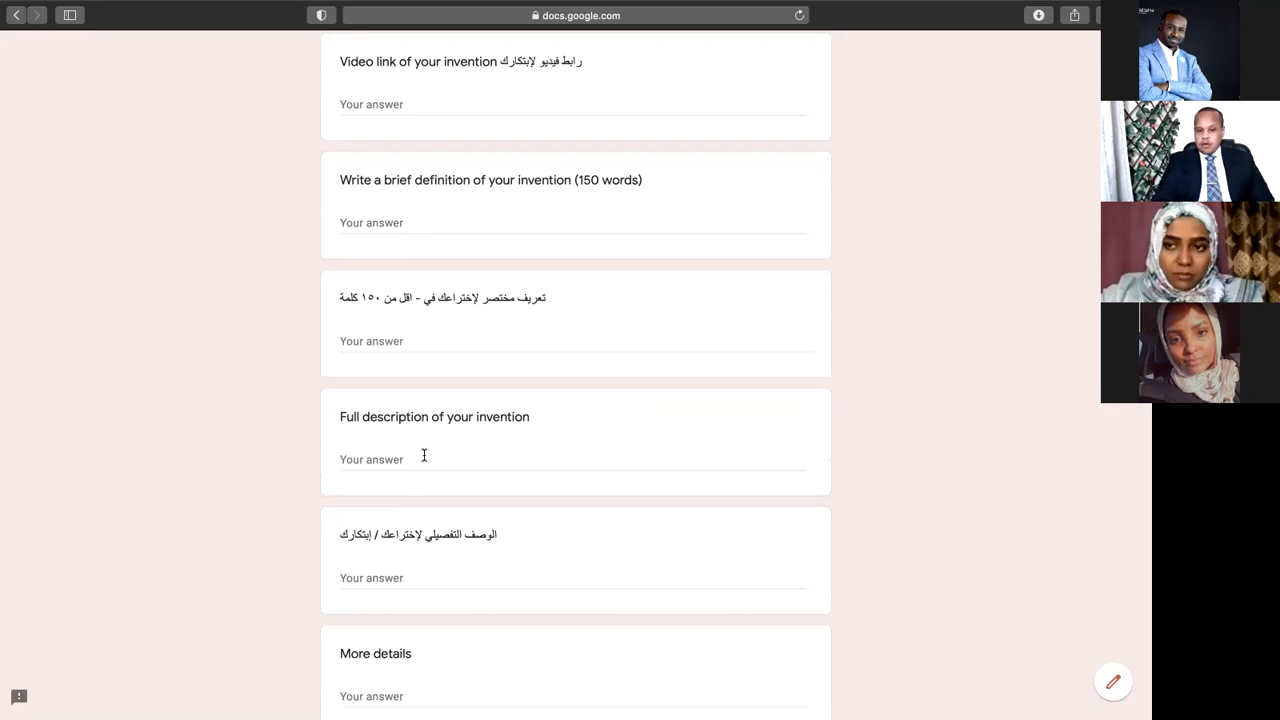 docs.google.com
Video link of your invention رابط فيديو لإبتكارك
Your answer
Write a brief definition of your invention (150 words)
Your answer
تعريف مختصر لإختراعك في - اقل من ١٥٠ كلمة
Your answer
Full description of your invention
Your answer
الوصف التفصيلي لإختراعك / إبتكارك
Your answer
More details
Your answer